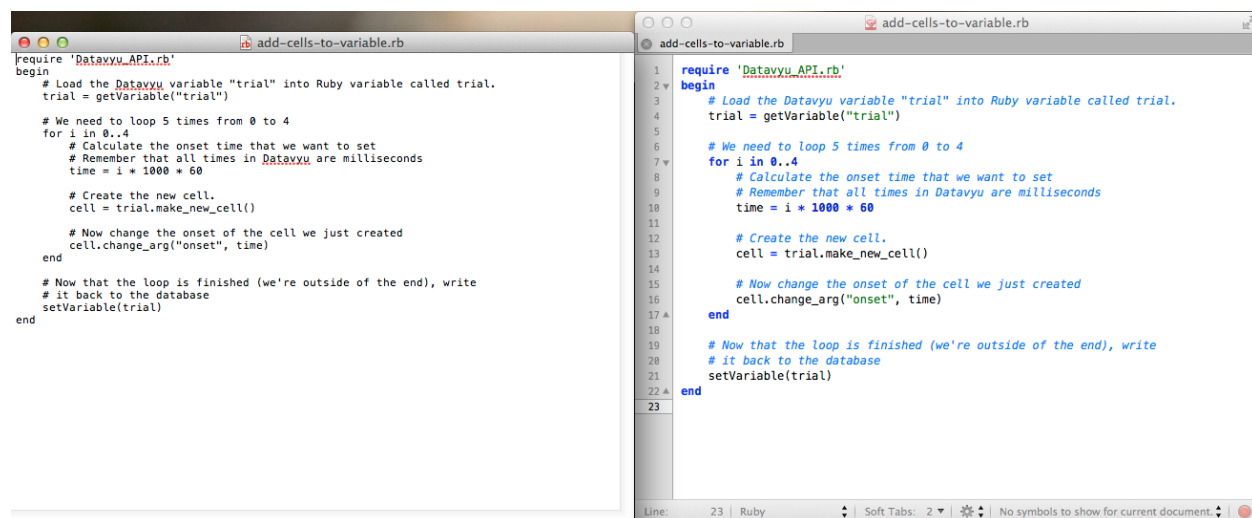 add-cells-to-variable.rb
require 'Datavyu_API.rb'
begin
    # Load the Datavyu variable "trial" into Ruby variable called trial.
    trial = getVariable("trial")

    # We need to loop 5 times from 0 to 4
    for i in 0..4
        # Calculate the onset time that we want to set
        # Remember that all times in Datavyu are milliseconds
        time = i * 1000 * 60

        # Create the new cell.
        cell = trial.make_new_cell()

        # Now change the onset of the cell we just created
        cell.change_arg("onset", time)
    end

    # Now that the loop is finished (we're outside of the end), write
    # it back to the database
    setVariable(trial)
end
add-cells-to-variable.rb
add-cells-to-variable.rb
1 require 'Datavyu_API.rb'
2 begin
3     # Load the Datavyu variable "trial" into Ruby variable called trial.
4     trial = getVariable("trial")
5
6     # We need to loop 5 times from 0 to 4
7     for i in 0..4
8         # Calculate the onset time that we want to set
9         # Remember that all times in Datavyu are milliseconds
10         time = i * 1000 * 60
11
12         # Create the new cell.
13         cell = trial.make_new_cell()
14
15         # Now change the onset of the cell we just created
16         cell.change_arg("onset", time)
17     end
18
19     # Now that the loop is finished (we're outside of the end), write
20     # it back to the database
21     setVariable(trial)
22 end
23
Line: 23 | Ruby | Soft Tabs: 2 | No symbols to show for current document.